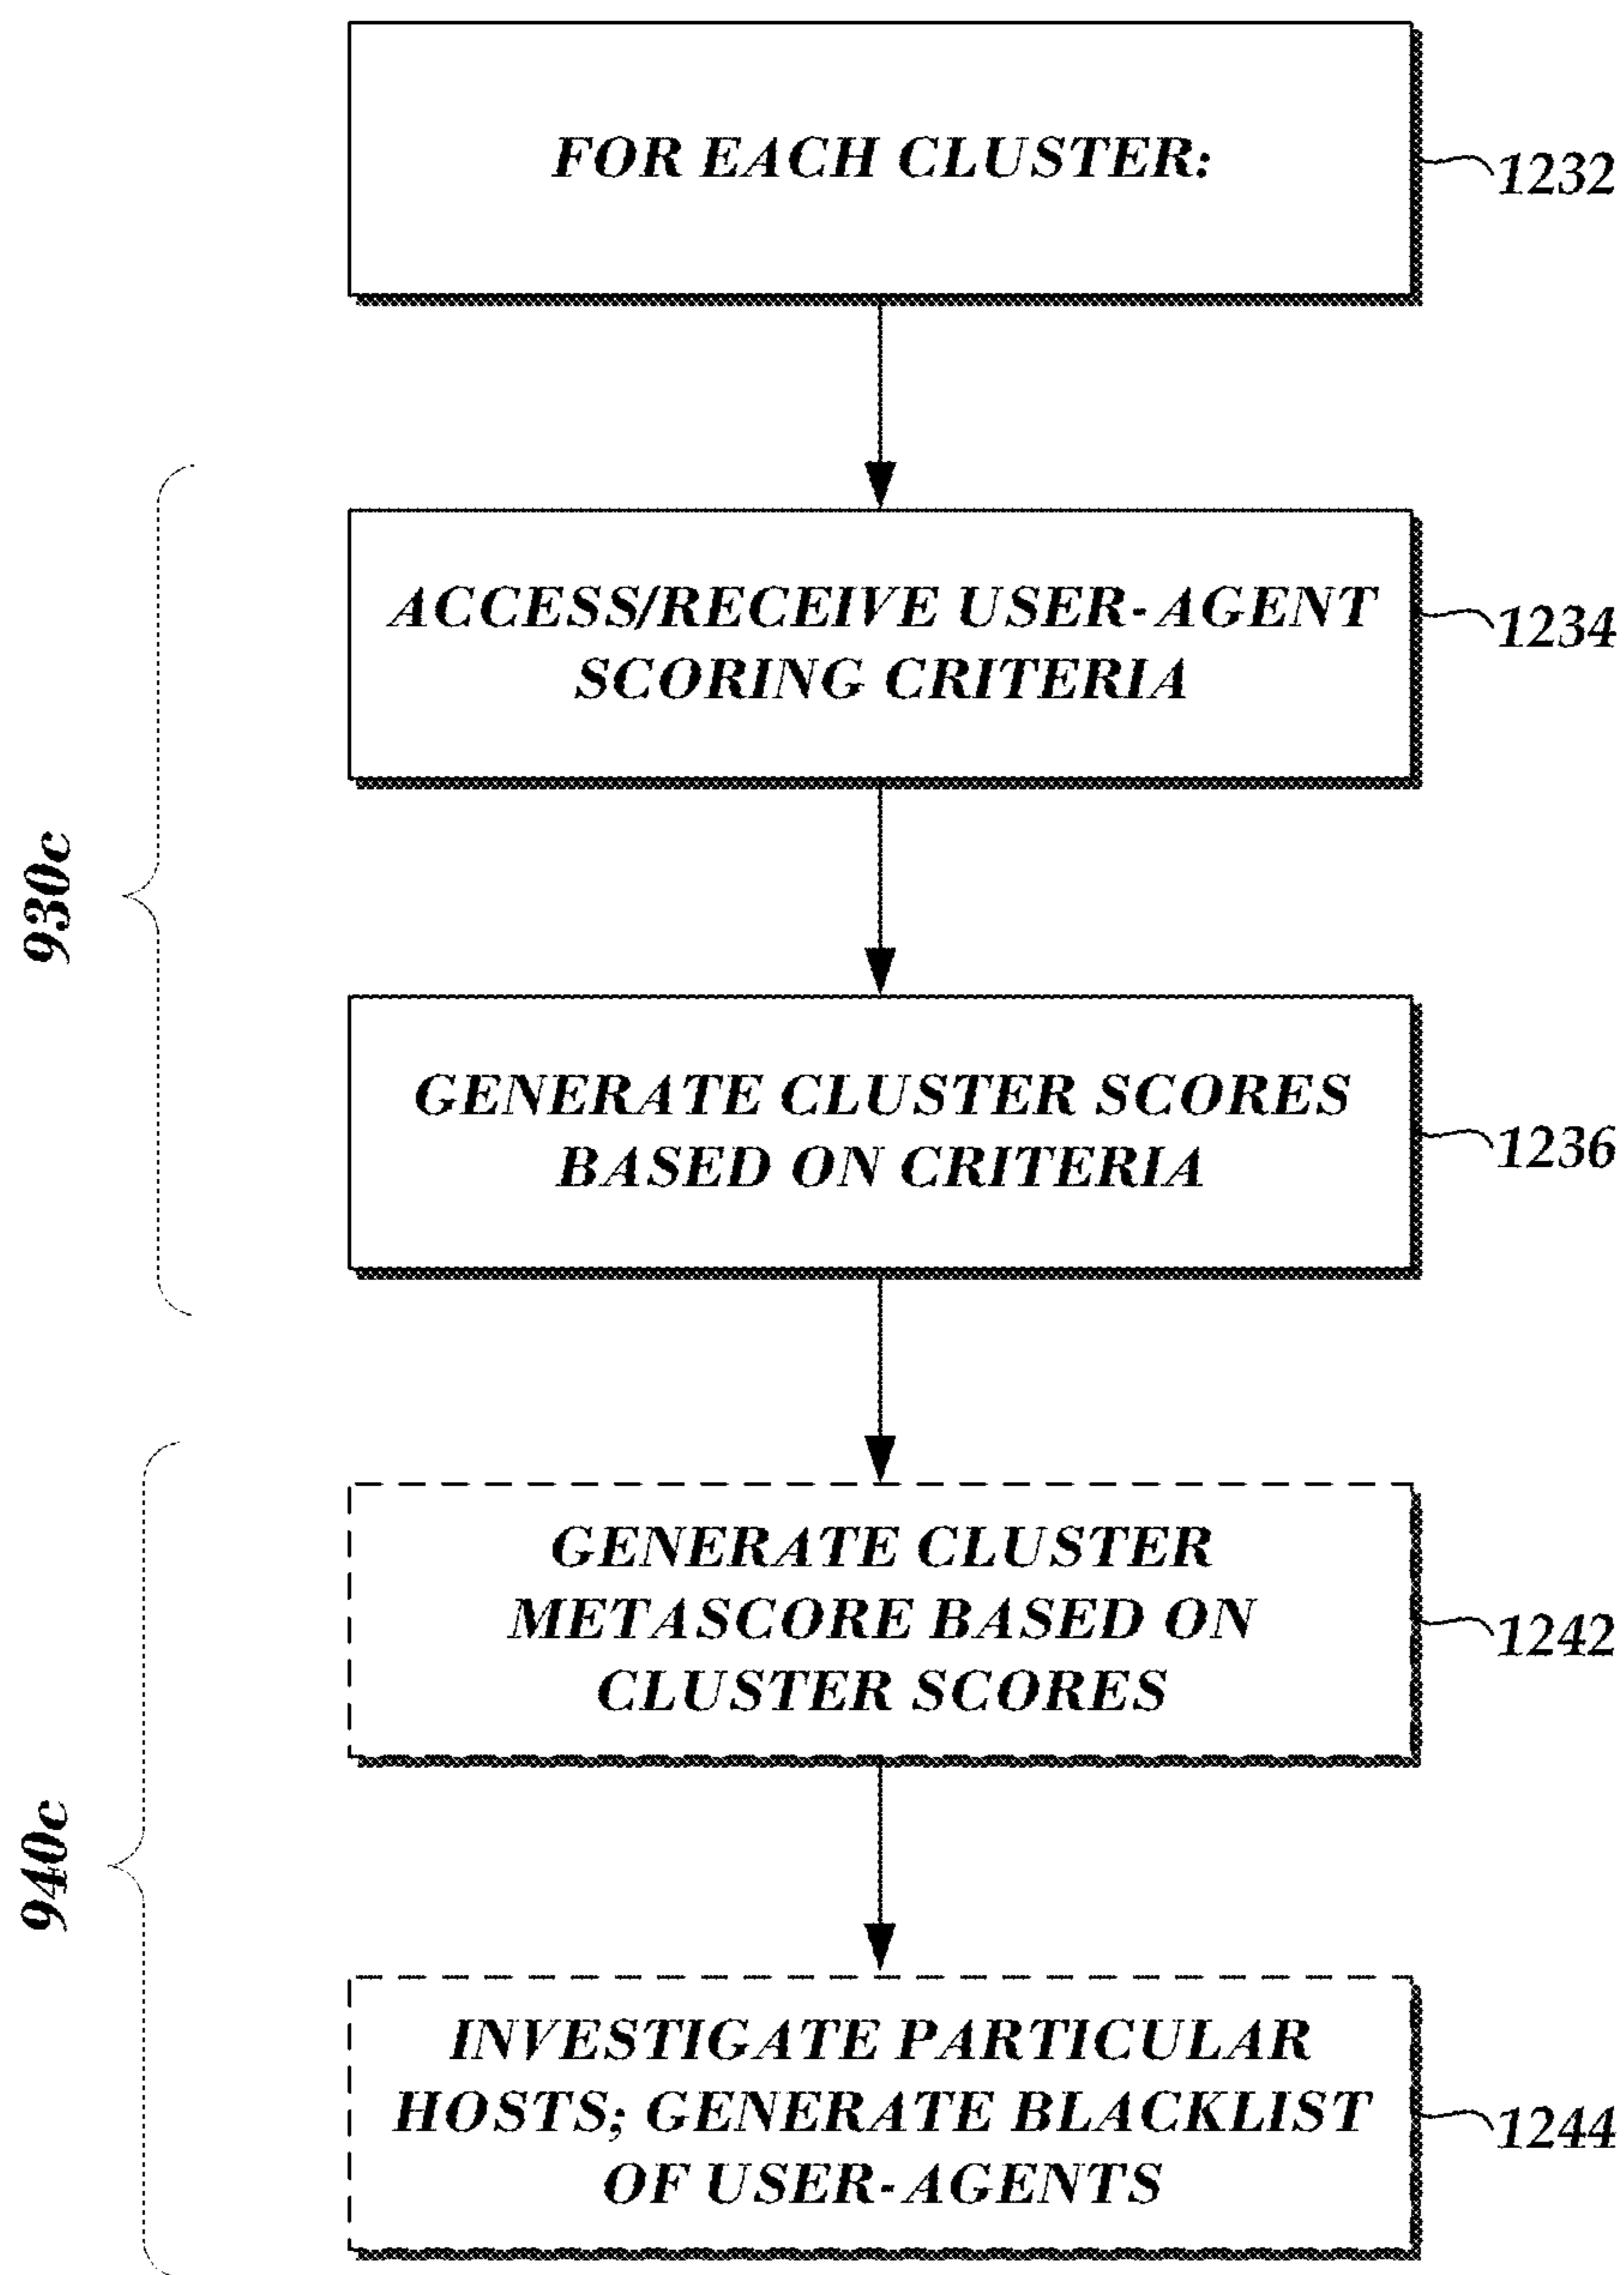 FOR EACH CLUSTER:
1232
930c
ACCESS/RECEIVE USER-AGENT
SCORING CRITERIA
1234
GENERATE CLUSTER SCORES
BASED ON CRITERIA
1236
940c
GENERATE CLUSTER
METASCORE BASED ON
CLUSTER SCORES
1242
INVESTIGATE PARTICULAR
HOSTS; GENERATE BLACKLIST
OF USER-AGENTS
1244